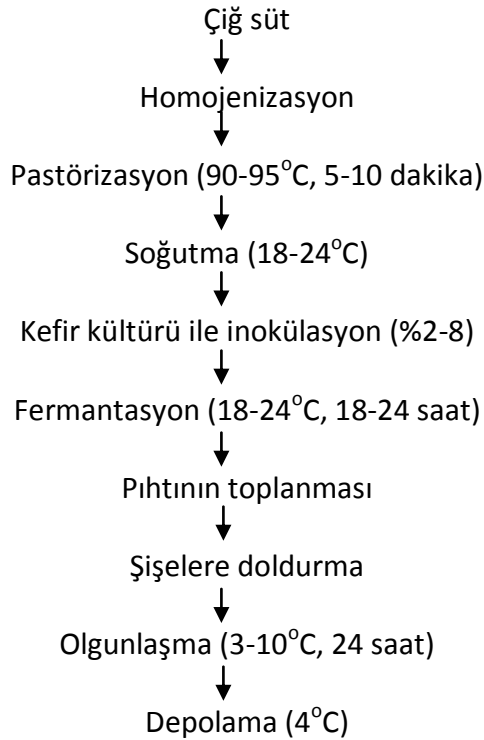 Çiğ süt
Homojenizasyon
Pastörizasyon (90-95°C, 5-10 dakika)
Soğutma (18-24°C)
Kefir kültürü ile inokülasyon (%2-8)
Fermantasyon (18-24°C, 18-24 saat)
Pıhtının toplanması
Şişelere doldurma
Olgunlaşma (3-10°C, 24 saat)
Depolama (4°C)